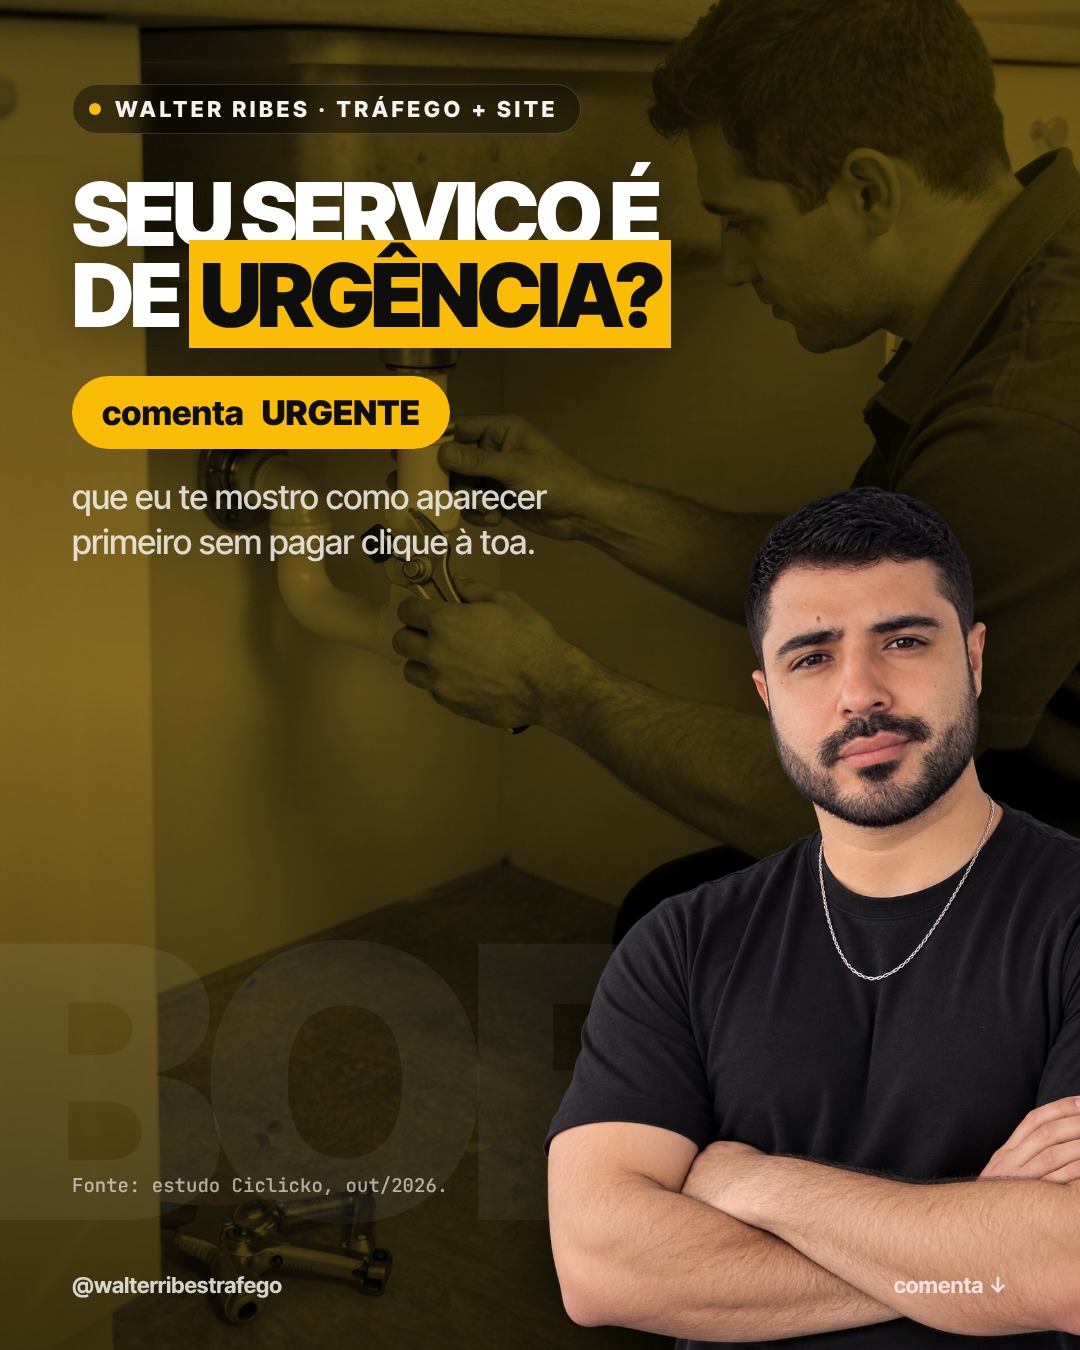 WALTER RIBES · TRÁFEGO + SITE
SEU SERVIÇO É
DE URGÊNCIA?
comenta URGENTE
que eu te mostro como aparecer
primeiro sem pagar clique à toa.
BO
Fonte: estudo Ciclicko, out/2026.
@walterribestrafego
comenta ↓